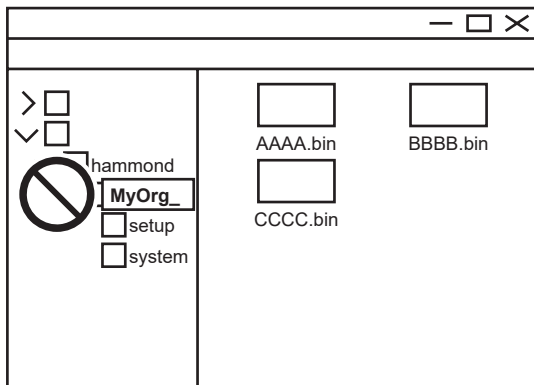 hammond
MyOrg_
setup
system
AAAA.bin
BBBB.bin
CCCC.bin